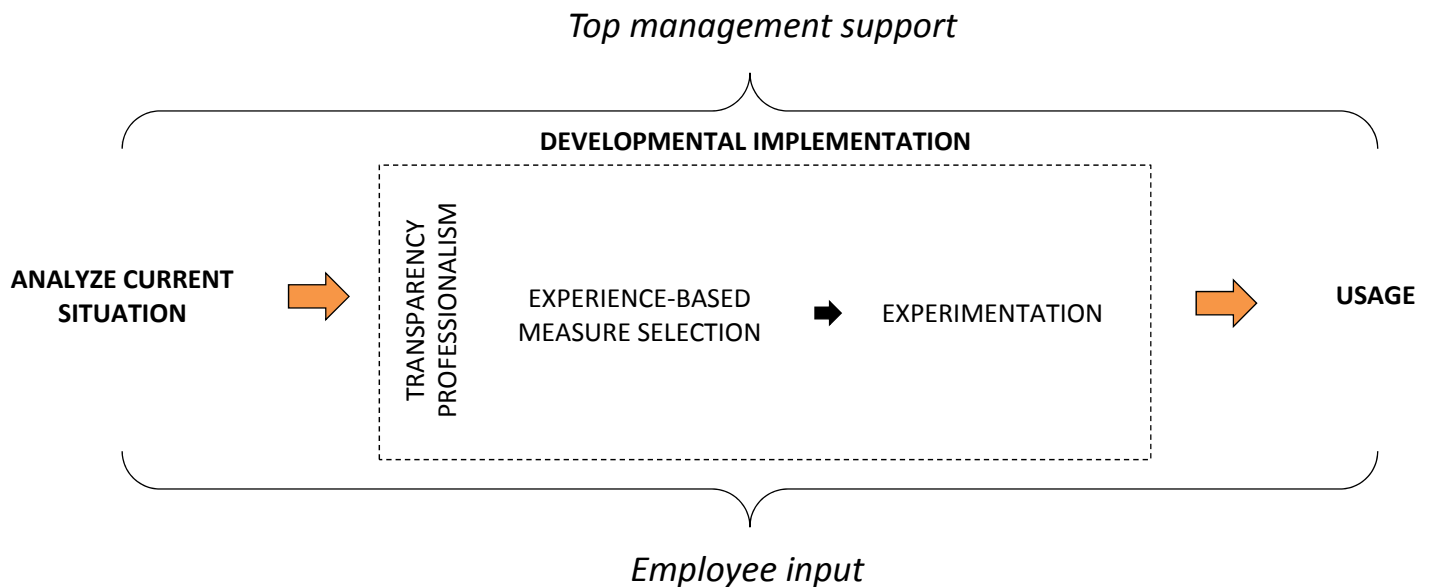 Top management support
DEVELOPMENTAL IMPLEMENTATION
ANALYZE CURRENT
SITUATION
TRANSPARENCY
PROFESSIONALISM
EXPERIENCE-BASED
MEASURE SELECTION
EXPERIMENTATION
USAGE
Employee input